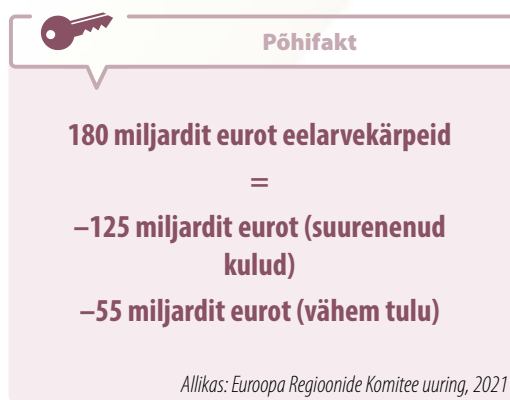 Põhifakt
180 miljardit eurot eelarvekärpeid
=
–125 miljardit eurot (suurenenud
kulud)
–55 miljardit eurot (vähem tulu)
Allikas: Euroopa Regioonide Komitee uuring, 2021